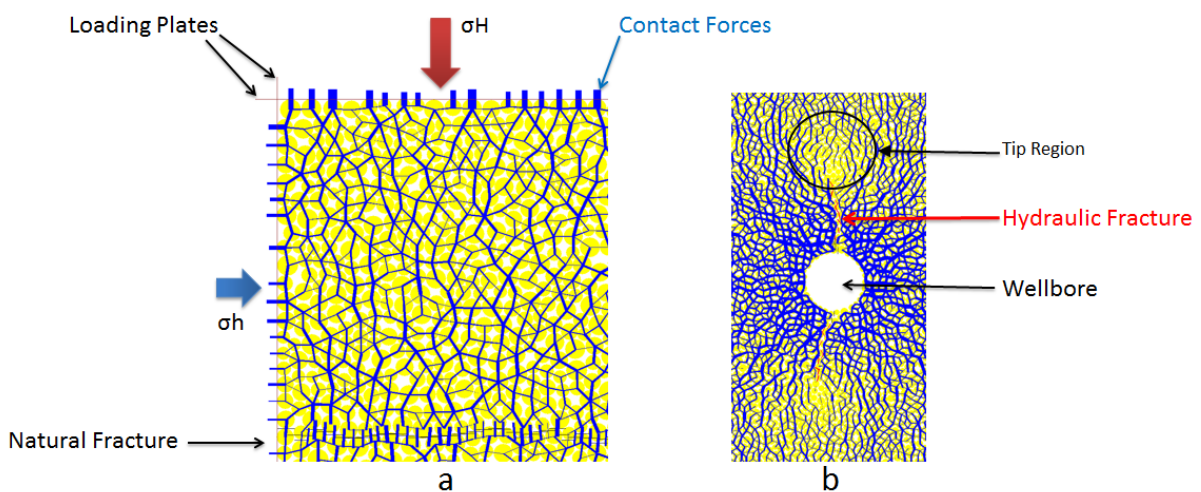 Loading Plates
σH
Contact Forces
Tip Region
Hydraulic Fracture
σh
Wellbore
Natural Fracture
a
b